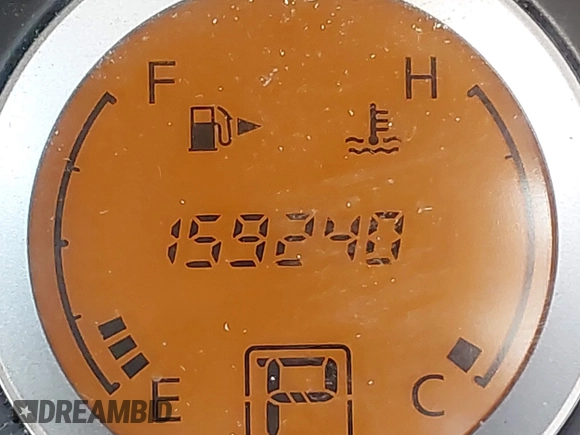 F H
159240
E P C
DREAMBID